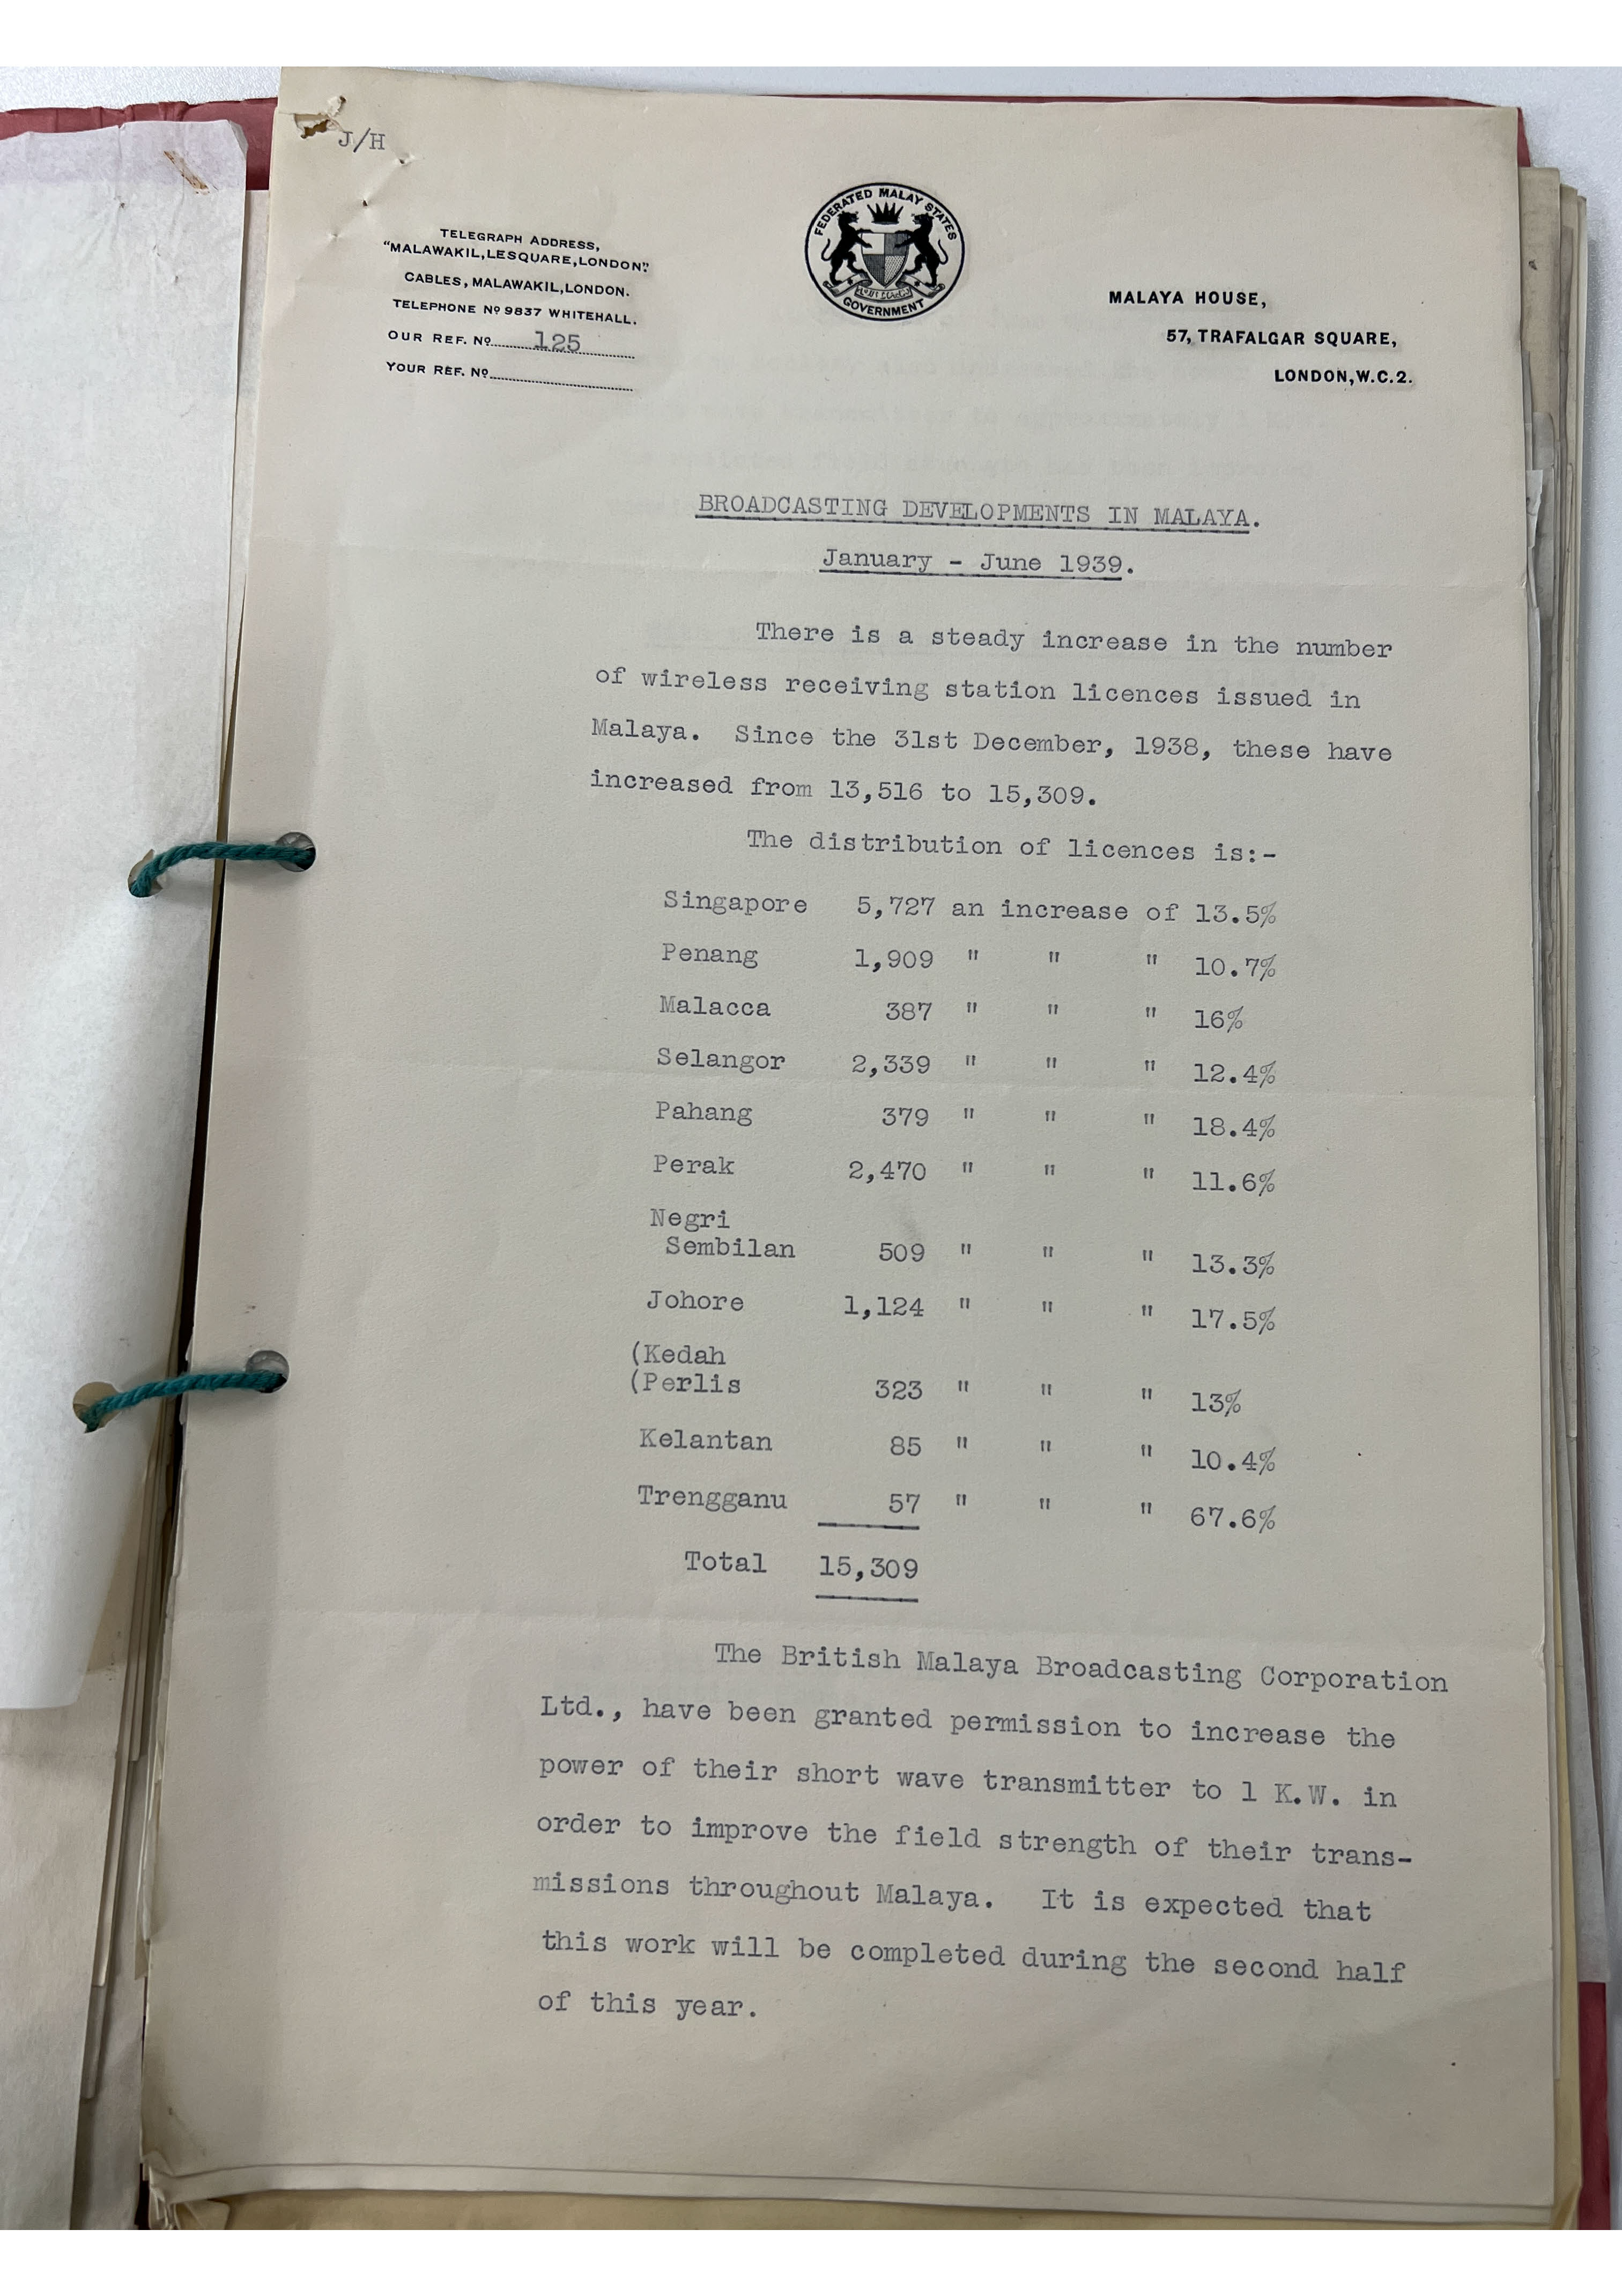 J/H
TELEGRAPH ADDRESS,
"MALAWAKIL, LESQUARE, LONDON".
CABLES, MALAWAKIL, LONDON.
TELEPHONE Nº 9837 WHITEHALL.
OUR REF. Nº 125
YOUR REF. Nº
FEDERATED MALAY STATES
GOVERNMENT
MALAYA HOUSE,
57, TRAFALGAR SQUARE,
LONDON, W.C.2.
BROADCASTING DEVELOPMENTS IN MALAYA.
January - June 1939.
There is a steady increase in the number
of wireless receiving station licences issued in
Malaya. Since the 31st December, 1938, these have
increased from 13,516 to 15,309.
The distribution of licences is:-
Singapore 5,727 an increase of 13.5%
Penang 1,909 " " " 10.7%
Malacca 387 " " " 16%
Selangor 2,339 " " " 12.4%
Pahang 379 " " " 18.4%
Perak 2,470 " " " 11.6%
Negri
Sembilan 509 " " " 13.3%
Johore 1,124 " " " 17.5%
(Kedah
(Perlis 323 " " " 13%
Kelantan 85 " " " 10.4%
Trengganu 57 " " " 67.6%
Total 15,309
The British Malaya Broadcasting Corporation
Ltd., have been granted permission to increase the
power of their short wave transmitter to 1 K.W. in
order to improve the field strength of their trans-
missions throughout Malaya. It is expected that
this work will be completed during the second half
of this year.